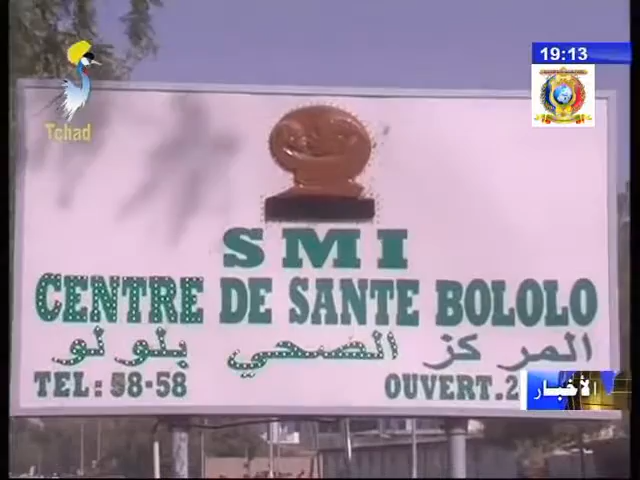 19:13
Tchad
SMI
CENTRE DE SANTE BOLOLO
المركز الصحي بلولو
TEL: 58-58
OUVERT.2
الأخبار